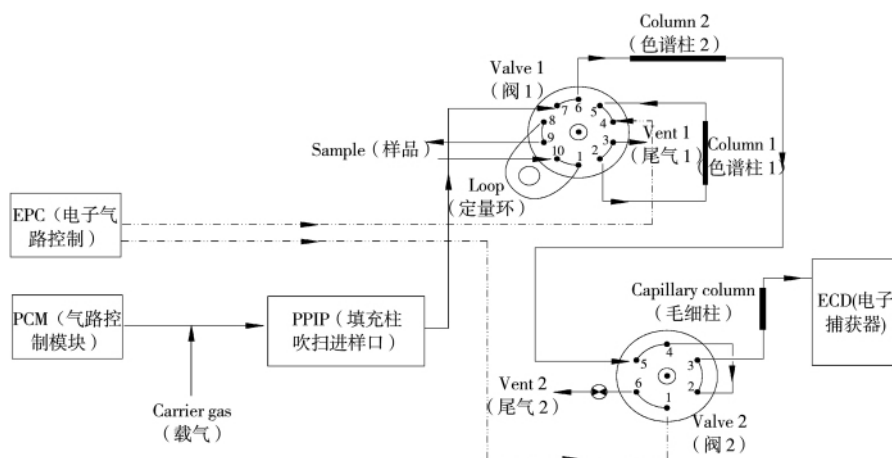 Column 2
（色谱柱 2）
Valve 1
（阀1）
7
6
5
8
4
9
3
10
1
2
Sample（样品）
Vent 1
（尾气1）
Column 1
（色谱柱 1）
Loop
（定量环）
EPC（电子气
路控制）
PCM（气路控
制模块）
PPIP（填充柱
吹扫进样口）
Carrier gas
（载气）
Capillary column
（毛细柱）
ECD(电子
捕获器)
4
5
3
6
1
2
Vent 2
（尾气2）
Valve 2
（阀2）